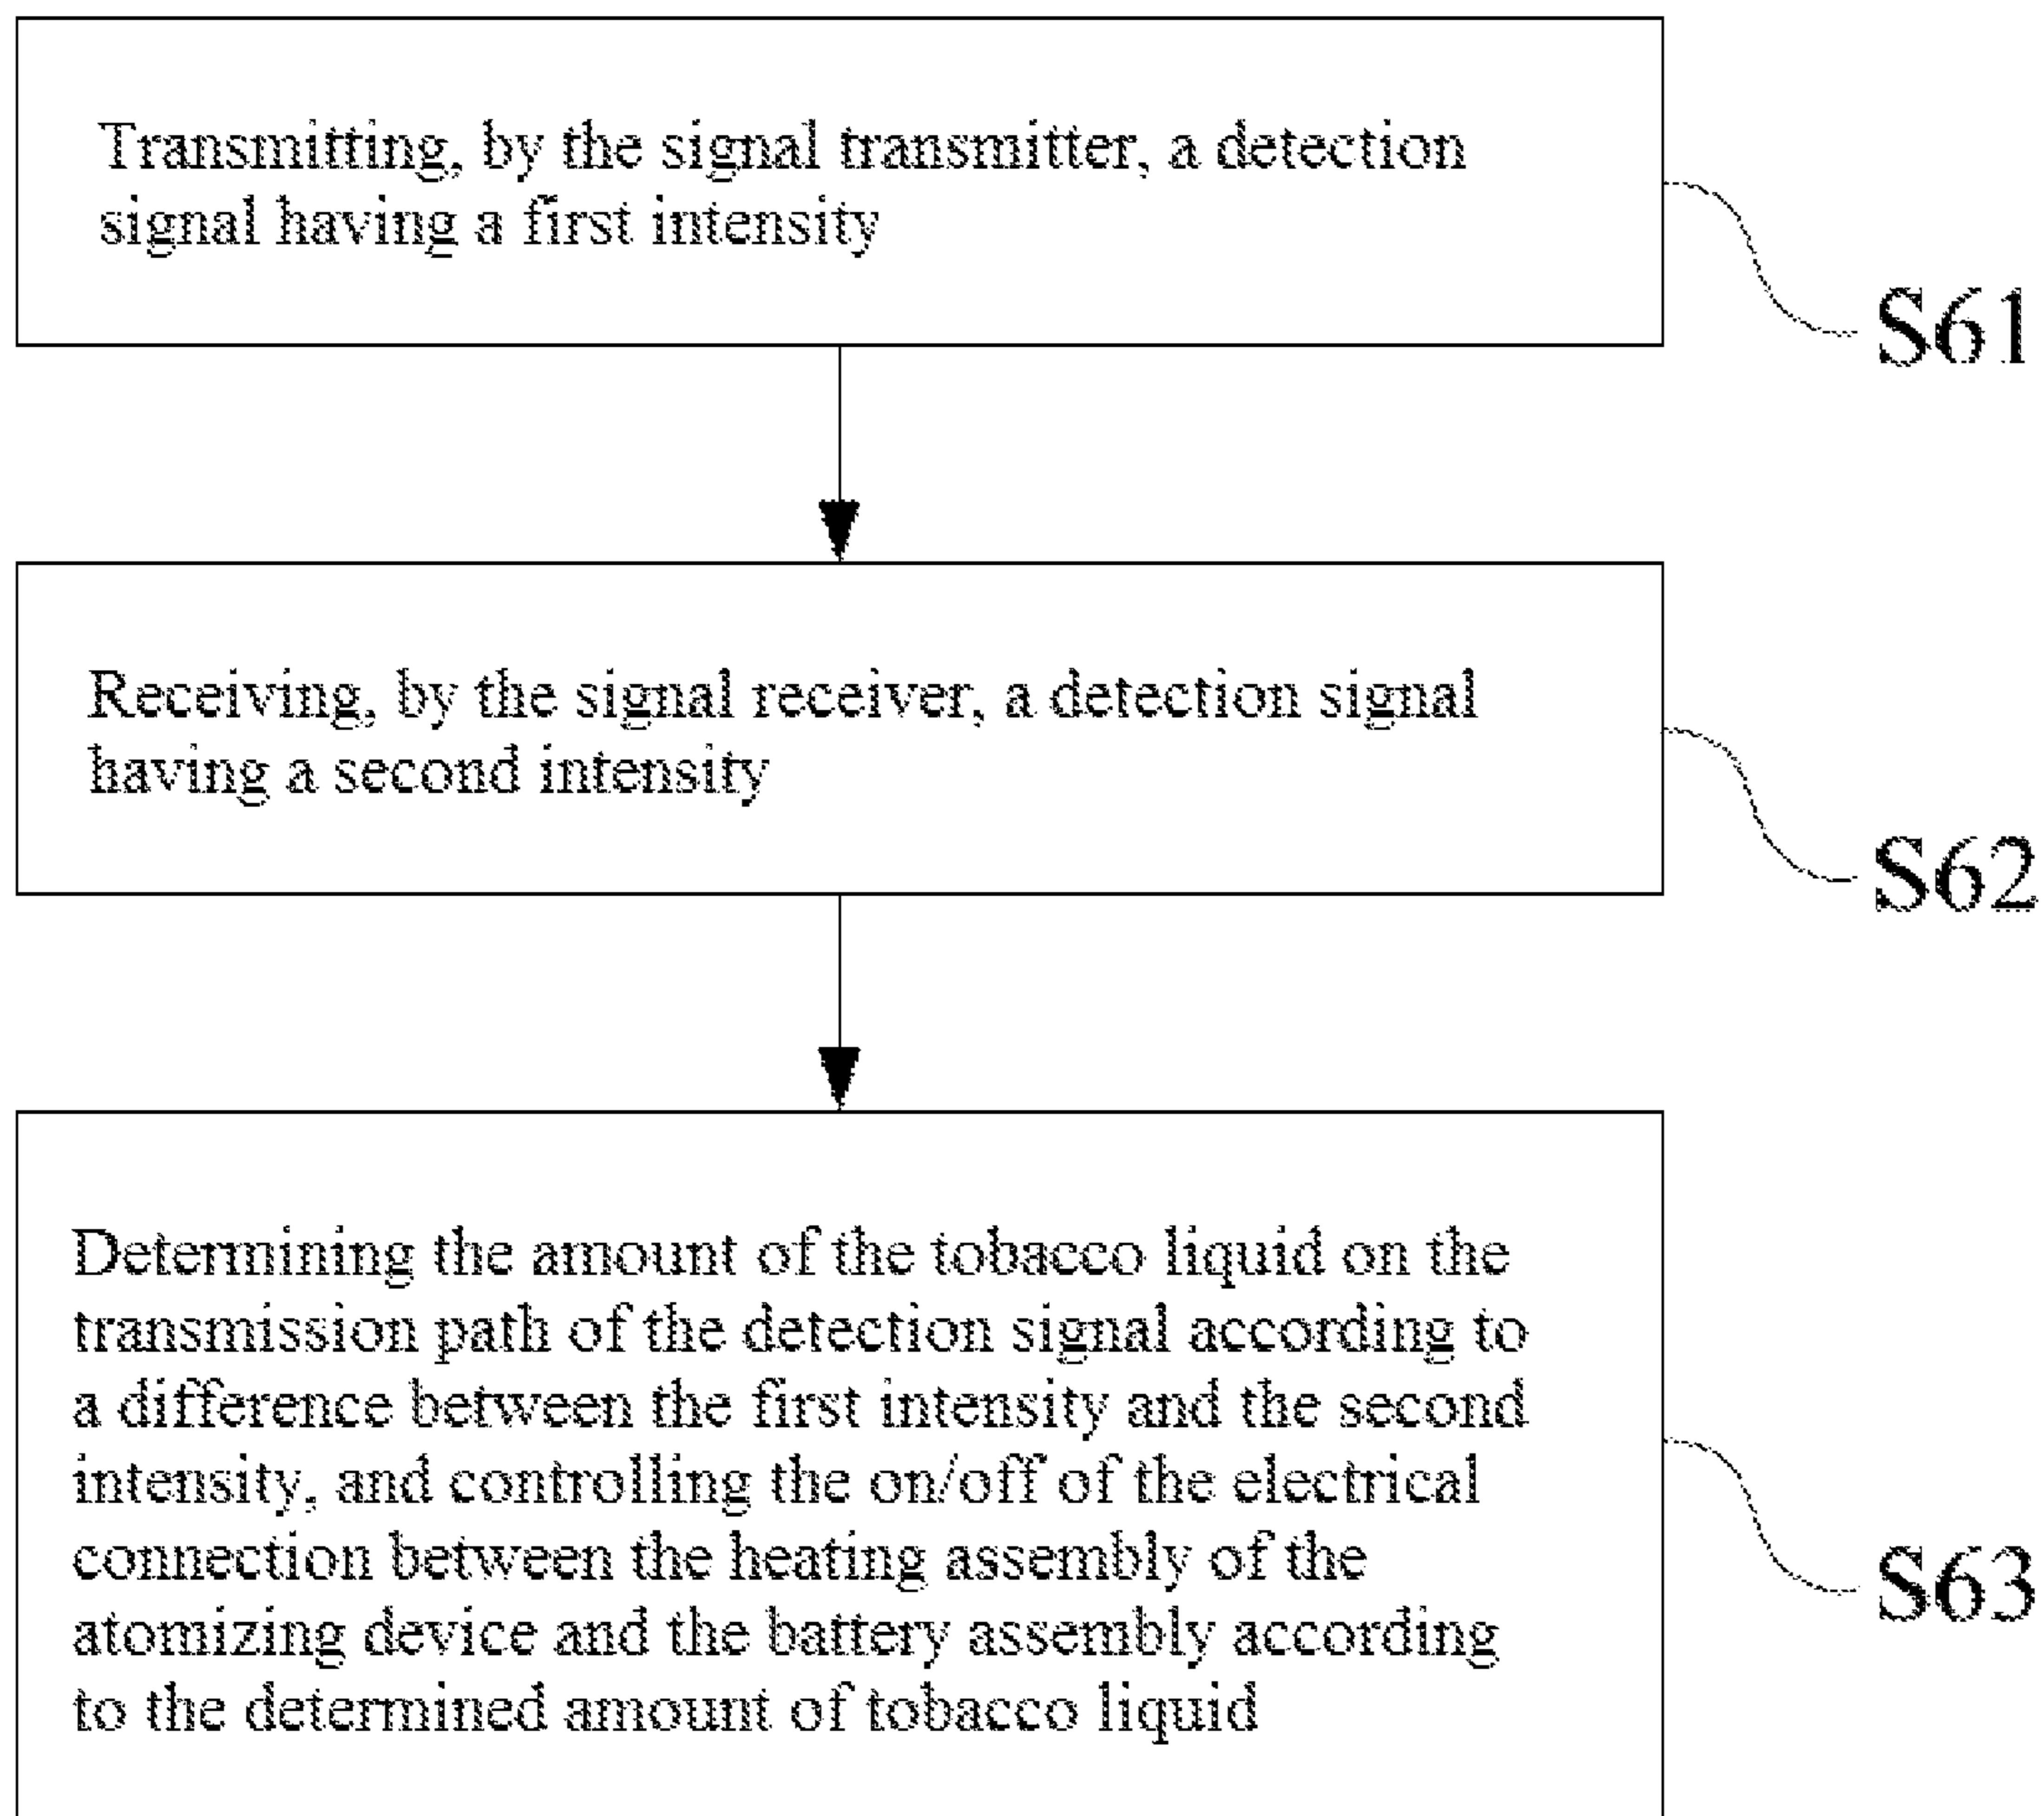 Transmitting, by the signal transmitter, a detection
signal having a first intensity
S61
Receiving, by the signal receiver, a detection signal
having a second intensity
S62
Determining the amount of the tobacco liquid on the
transmission path of the detection signal according to
a difference between the first intensity and the second
intensity, and controlling the on/off of the electrical
connection between the heating assembly of the
atomizing device and the battery assembly according
to the determined amount of tobacco liquid
S63